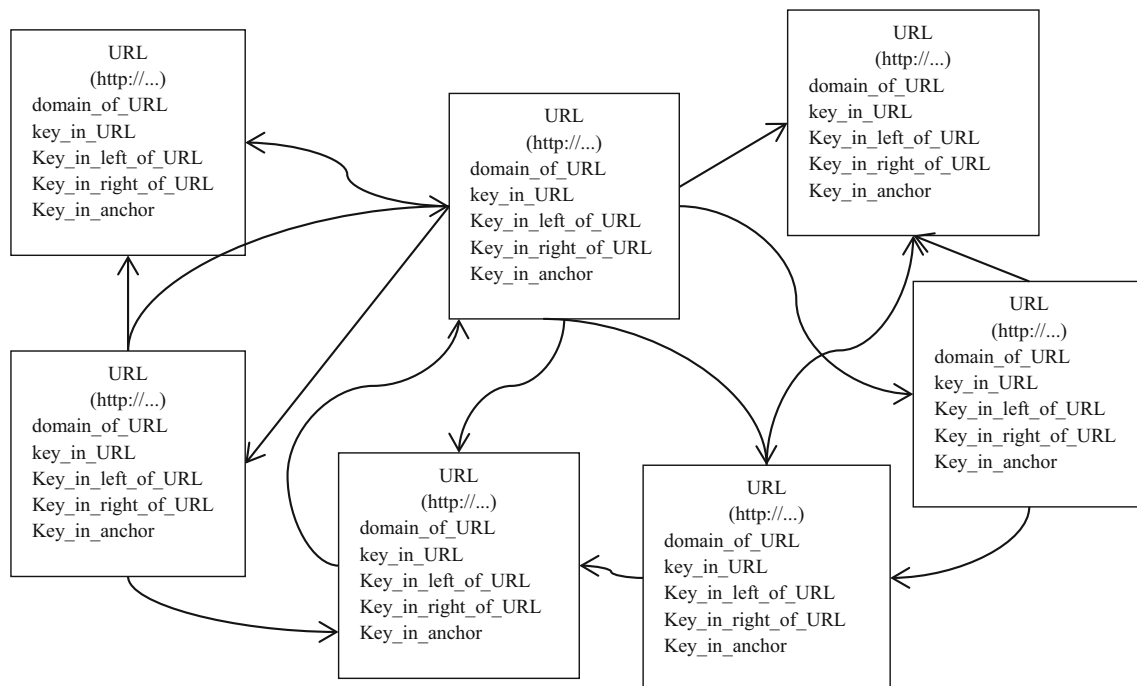 URL
(http://...)
domain_of_URL
key_in_URL
Key_in_left_of_URL
Key_in_right_of_URL
Key_in_anchor
URL
(http://...)
domain_of_URL
key_in_URL
Key_in_left_of_URL
Key_in_right_of_URL
Key_in_anchor
URL
(http://...)
domain_of_URL
key_in_URL
Key_in_left_of_URL
Key_in_right_of_URL
Key_in_anchor
URL
(http://...)
domain_of_URL
key_in_URL
Key_in_left_of_URL
Key_in_right_of_URL
Key_in_anchor
URL
(http://...)
domain_of_URL
key_in_URL
Key_in_left_of_URL
Key_in_right_of_URL
Key_in_anchor
URL
(http://...)
domain_of_URL
key_in_URL
Key_in_left_of_URL
Key_in_right_of_URL
Key_in_anchor
URL
(http://...)
domain_of_URL
key_in_URL
Key_in_left_of_URL
Key_in_right_of_URL
Key_in_anchor